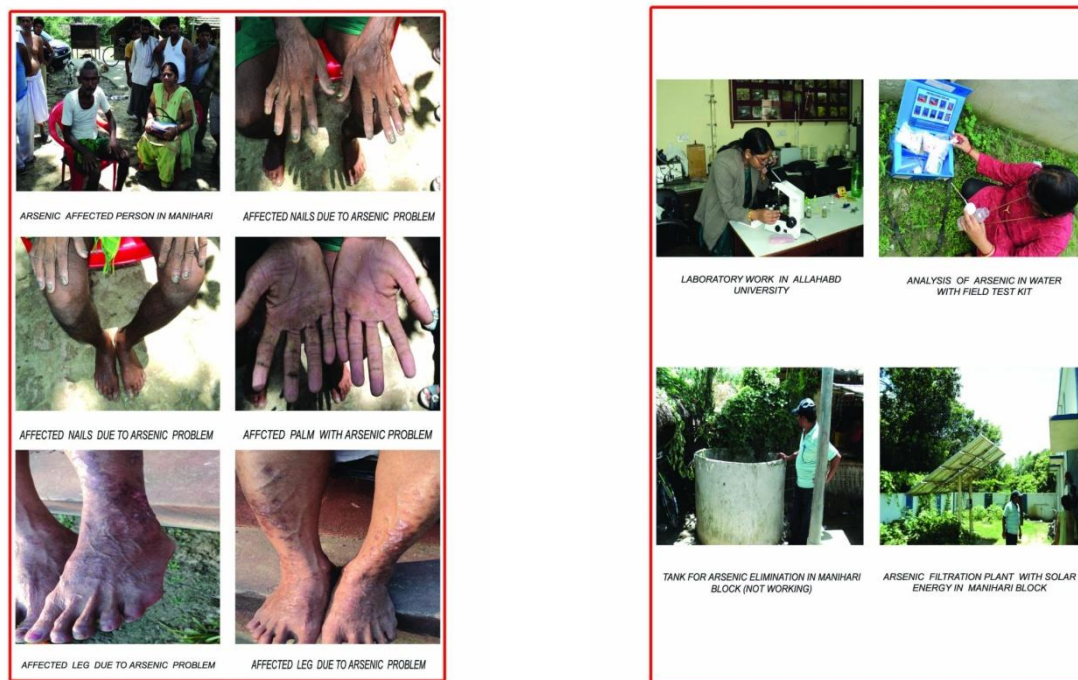 ARSENIC AFFECTED PERSON IN MANIHARI
AFFECTED NAILS DUE TO ARSENIC PROBLEM
AFFECTED NAILS DUE TO ARSENIC PROBLEM
AFFCTED PALM WITH ARSENIC PROBLEM
AFFECTED LEG DUE TO ARSENIC PROBLEM
AFFECTED LEG DUE TO ARSENIC PROBLEM
LABORATORY WORK IN ALLAHABD
UNIVERSITY
ANALYSIS OF ARSENIC IN WATER
WITH FIELD TEST KIT
TANK FOR ARSENIC ELIMINATION IN MANIHARI
BLOCK (NOT WORKING)
ARSENIC FILTRATION PLANT WITH SOLAR
ENERGY IN MANIHARI BLOCK